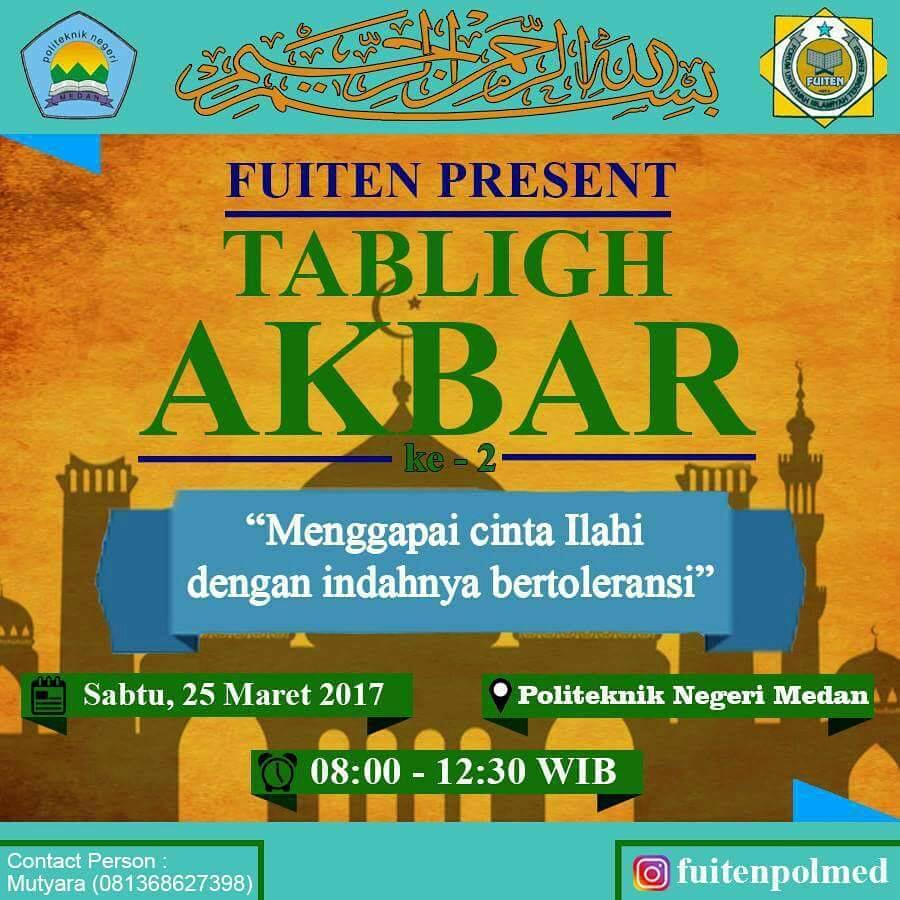 politeknik negeri
MEDAN
بسم الله الرحمن الرحيم
FUITEN
FUITEN PRESENT
TABLIGH
AKBAR
ke - 2
“Menggapai cinta Ilahi
dengan indahnya bertoleransi”
Sabtu, 25 Maret 2017
Politeknik Negeri Medan
08:00 - 12:30 WIB
Contact Person :
Mutyara (081368627398)
fuitenpolmed